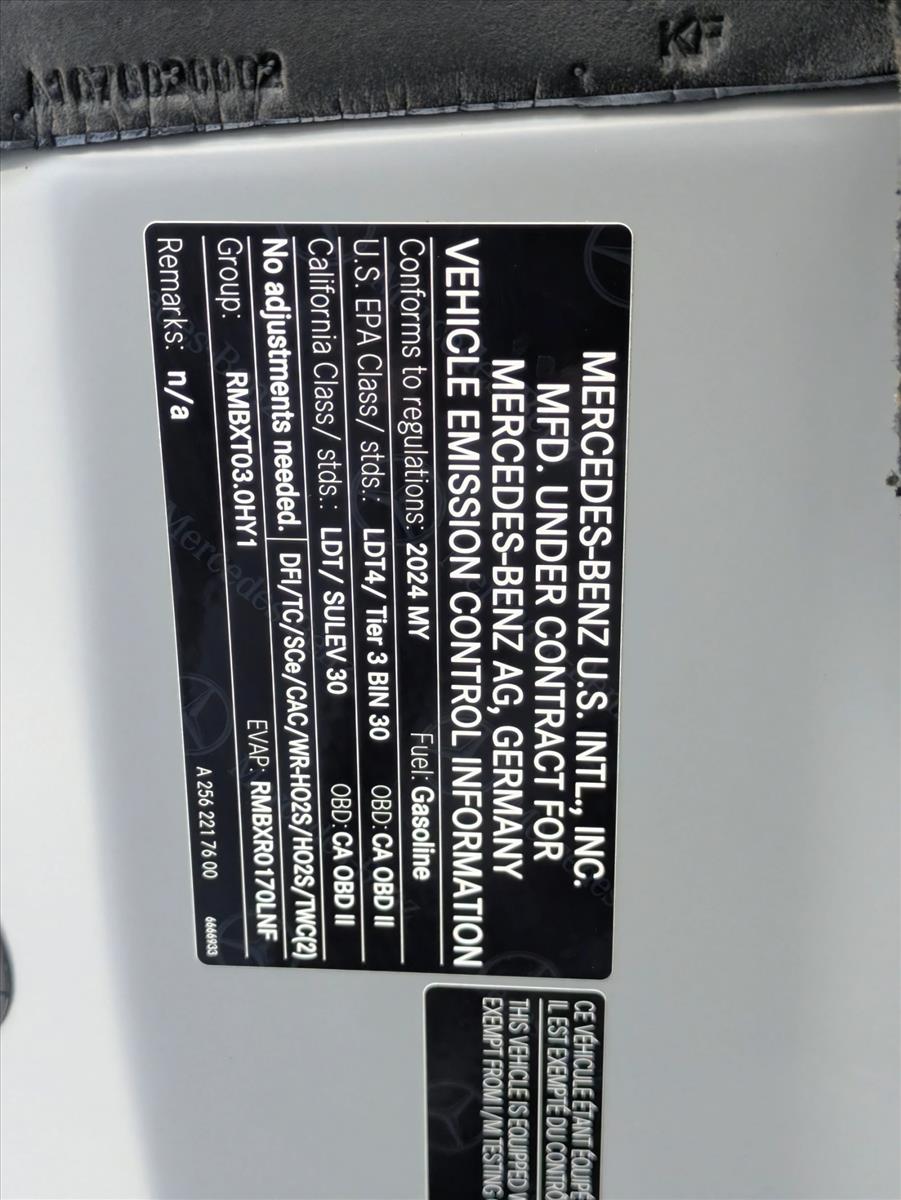 A1678030002
KF
MERCEDES-BENZ U.S. INTL., INC.
MFD. UNDER CONTRACT FOR
MERCEDES-BENZ AG, GERMANY
VEHICLE EMISSION CONTROL INFORMATION
Conforms to regulations: 2024 MY Fuel: Gasoline
U.S. EPA Class/ stds.: LDT4/ Tier 3 BIN 30 OBD: CA OBD II
California Class/ stds.: LDT/ SULEV 30 OBD: CA OBD II
No adjustments needed. DFI/TC/SCe/CAC/WR-HO2S/HO2S/TWC(2)
Group: RMBXT03.0HY1 EVAP: RMBXR0170LNF
Remarks: n/a A 256 221 76 00 6666933
CE VÉHICULE ÉTANT ÉQUIPÉ
IL EST EXEMPTÉ DU CONTRÔ
THIS VEHICLE IS EQUIPPED W
EXEMPT FROM I/M TESTING